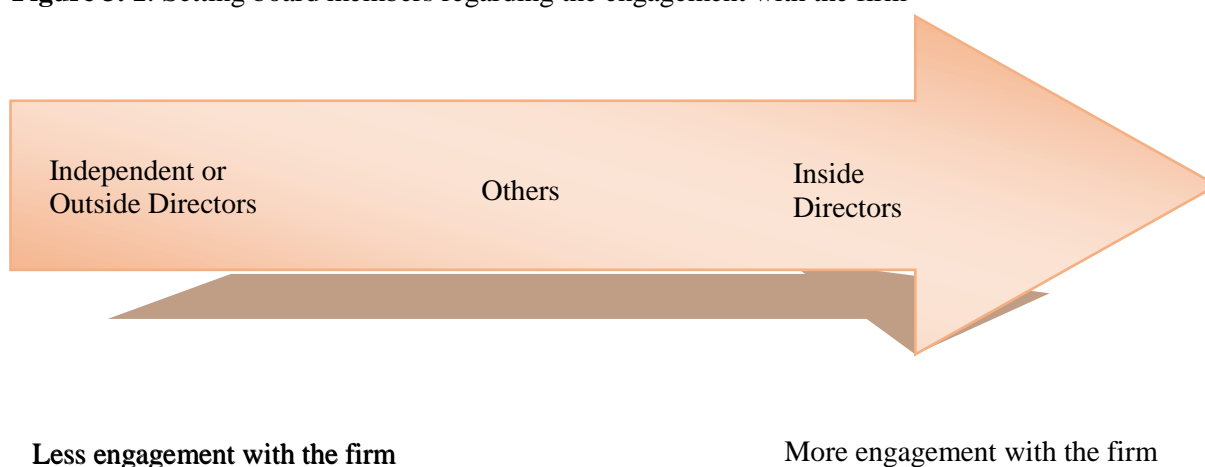 Figure 3. 1. Setting board members regarding the engagement with the firm
Independent or
Outside Directors
Others
Inside
Directors
Less engagement with the firm
More engagement with the firm